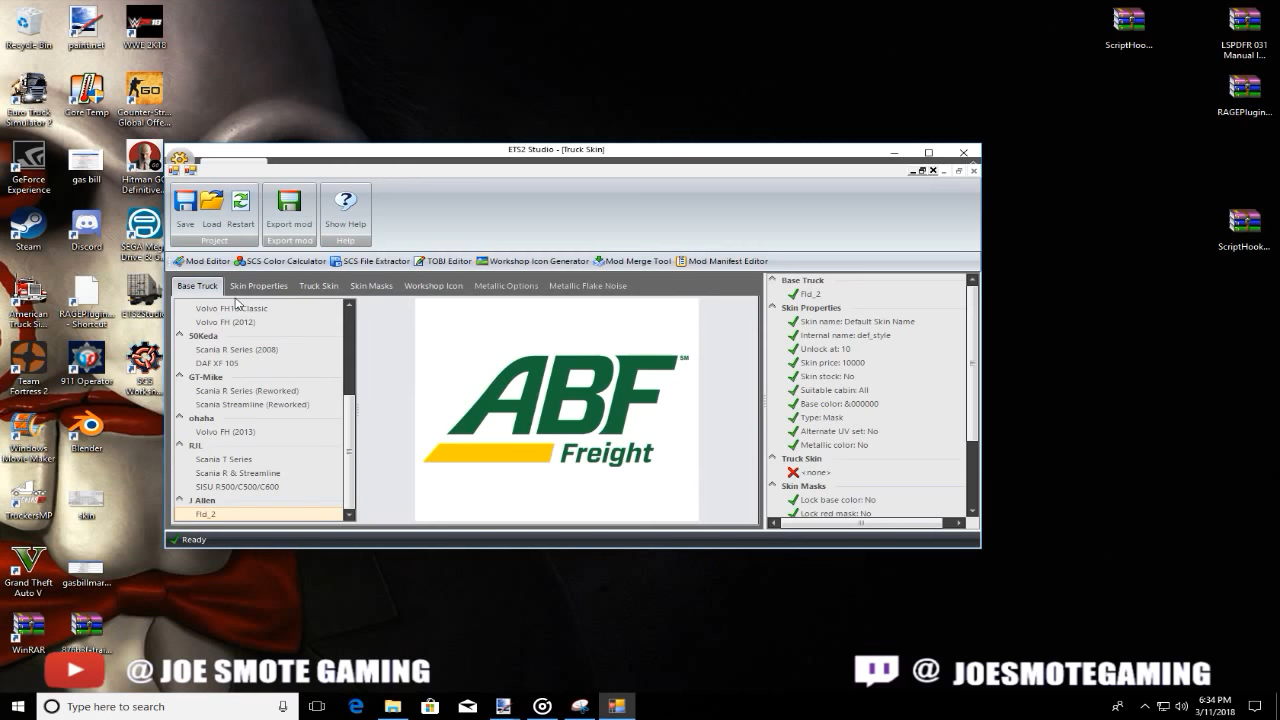 Recycle Bin
paint.net
WWE 2K18
ScriptHoo...
LSPDFR 031
Manual I...
Euro Truck
Simulator 2
Core Temp
Counter-Str...
Global Offe...
RAGEPlugin...
GeForce
Experience
gas bill
Hitman GO
Definitive...
Steam
Discord
SEGA Meg
Drive & G...
ScriptHook...
American
Truck Si...
RAGEPlugin...
- Shortcut
ETS2Studio
Team
Fortress 2
911 Operator
SCS
Worksh...
Windows
Movie Maker
Blender
TruckersMP
skin
Grand Theft
Auto V
gasbillmar...
WinRAR
ETS2 Studio - [Truck Skin]
Save
Load
Restart
Export mod
Show Help
Project
Export mod
Help
Mod Editor
SCS Color Calculator
SCS File Extractor
TOBJ Editor
Workshop Icon Generator
Mod Merge Tool
Mod Manifest Editor
Base Truck
Skin Properties
Truck Skin
Skin Masks
Workshop Icon
Metallic Options
Metallic Flake Noise
Volvo FH (2012)
50Keda
Scania R Series (2008)
DAF XF 105
GT-Mike
Scania R Series (Reworked)
Scania Streamline (Reworked)
ohaha
Volvo FH (2013)
RJL
Scania T Series
Scania R & Streamline
SISU R500/C500/C600
J Allen
Fld_2
ABF
SM
Freight
Base Truck
Fld_2
Skin Properties
Skin name: Default Skin Name
Internal name: def_style
Unlock at: 10
Skin price: 10000
Skin stock: No
Suitable cabin: All
Base color: &000000
Type: Mask
Alternate UV set: No
Metallic color: No
Truck Skin
<none>
Skin Masks
Lock base color: No
Lock red mask: No
Ready
@ JOE SMOTE GAMING
@ JOESMOTEGAMING
Type here to search
6:34 PM
3/11/2018